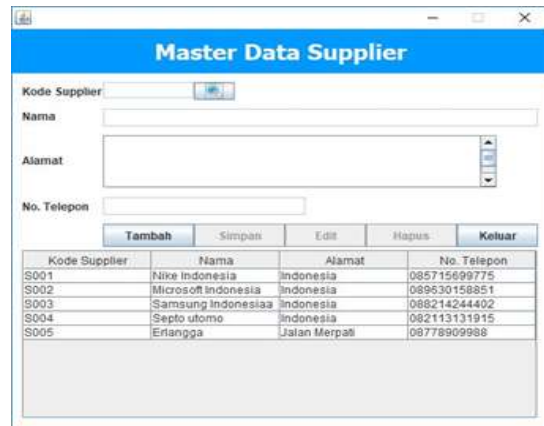 Master Data Supplier
Kode Supplier
Nama
Alamat
No. Telepon
Tambah Simpan Edit Hapus Keluar
Kode Supplier Nama Alamat No. Telepon
S001 Nike Indonesia Indonesia 085715699775
S002 Microsoft Indonesia Indonesia 089630158851
S003 Samsung Indonesiaa Indonesia 088214244402
S004 Septo utomo Indonesia 082113131915
S005 Erlangga Jalan Merpati 08778909988